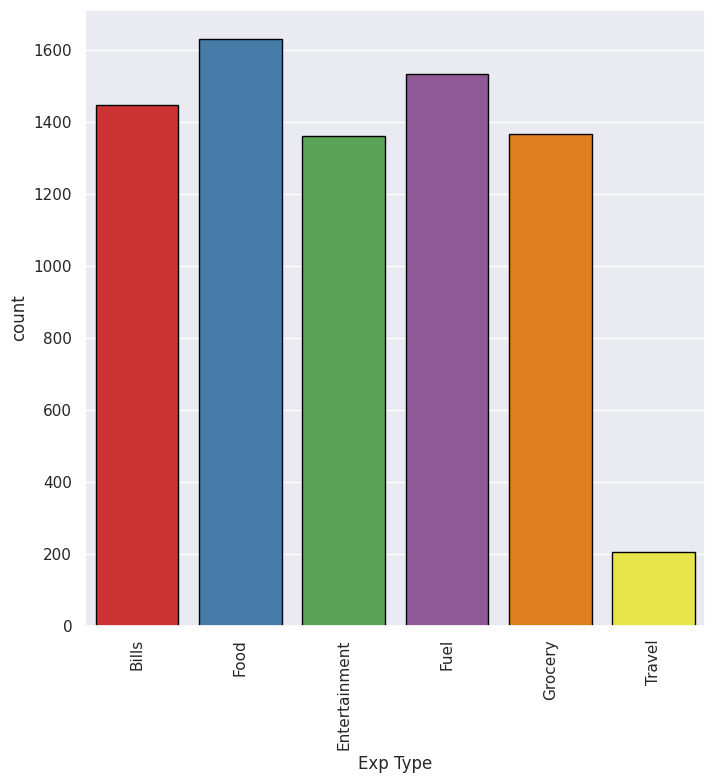 1600
1400
1200
1000
800
600
400
200
0
count
Bills
Food
Entertainment
Fuel
Grocery
Travel
Exp Type